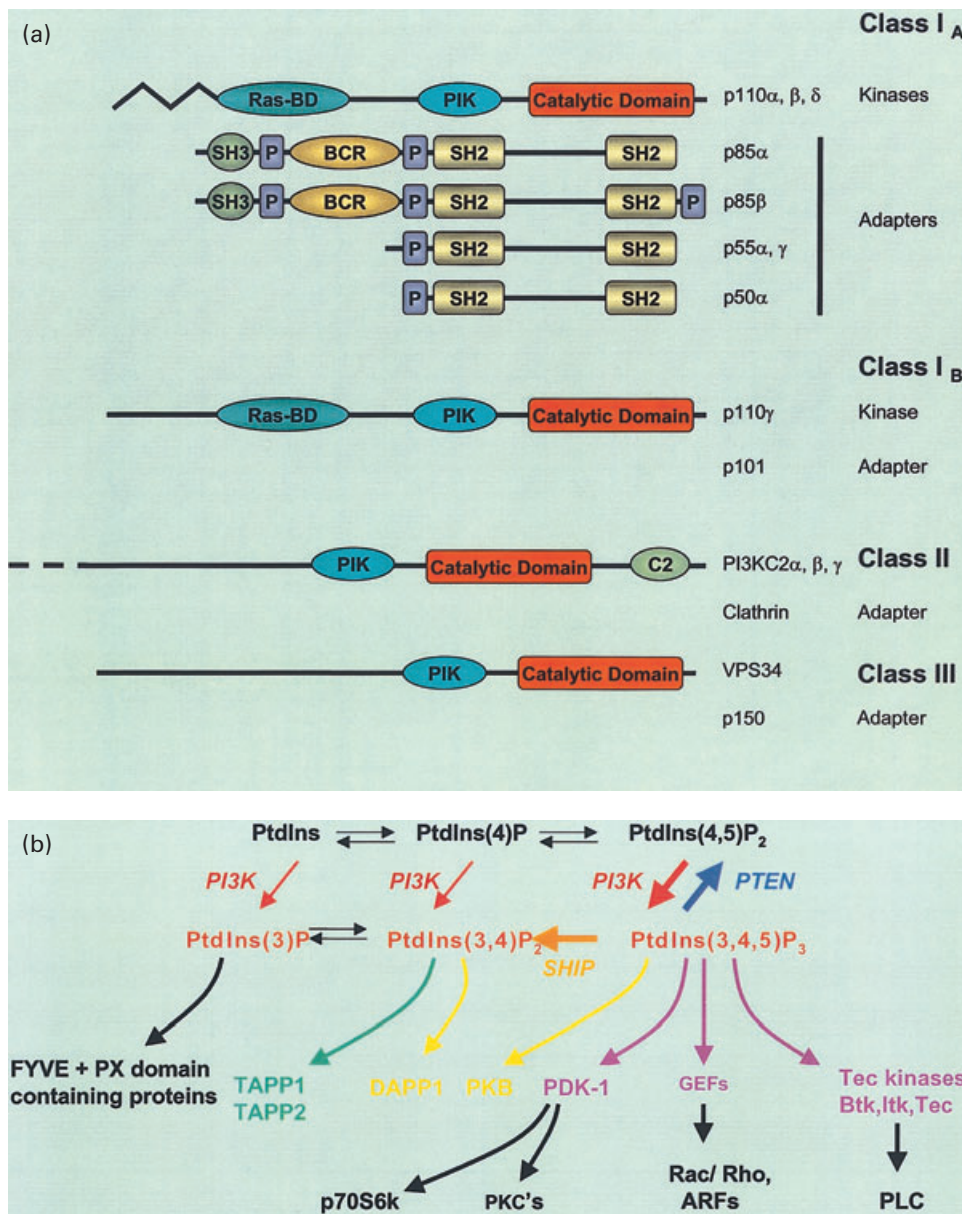 (a)
Class I A
Ras-BD PIK Catalytic Domain p110α, β, δ Kinases
SH3 P BCR P SH2 SH2 p85α
SH3 P BCR P SH2 SH2 P p85β
Adapters
P SH2 SH2 p55α, γ
P SH2 SH2 p50α
Class I B
Ras-BD PIK Catalytic Domain p110γ Kinase
p101 Adapter
PIK Catalytic Domain C2 PI3KC2α, β, γ Class II
Clathrin Adapter
PIK Catalytic Domain VPS34 Class III
p150 Adapter
(b)
PtdIns PtdIns(4)P PtdIns(4,5)P2
PI3K PI3K PI3K PTEN
PtdIns(3)P PtdIns(3,4)P2 PtdIns(3,4,5)P3
SHIP
FYVE + PX domain
containing proteins
TAPP1
TAPP2
DAPP1 PKB PDK-1 GEFs
Tec kinases
Btk,Itk,Tec
p70S6k PKC's
Rac/ Rho,
ARFs
PLC